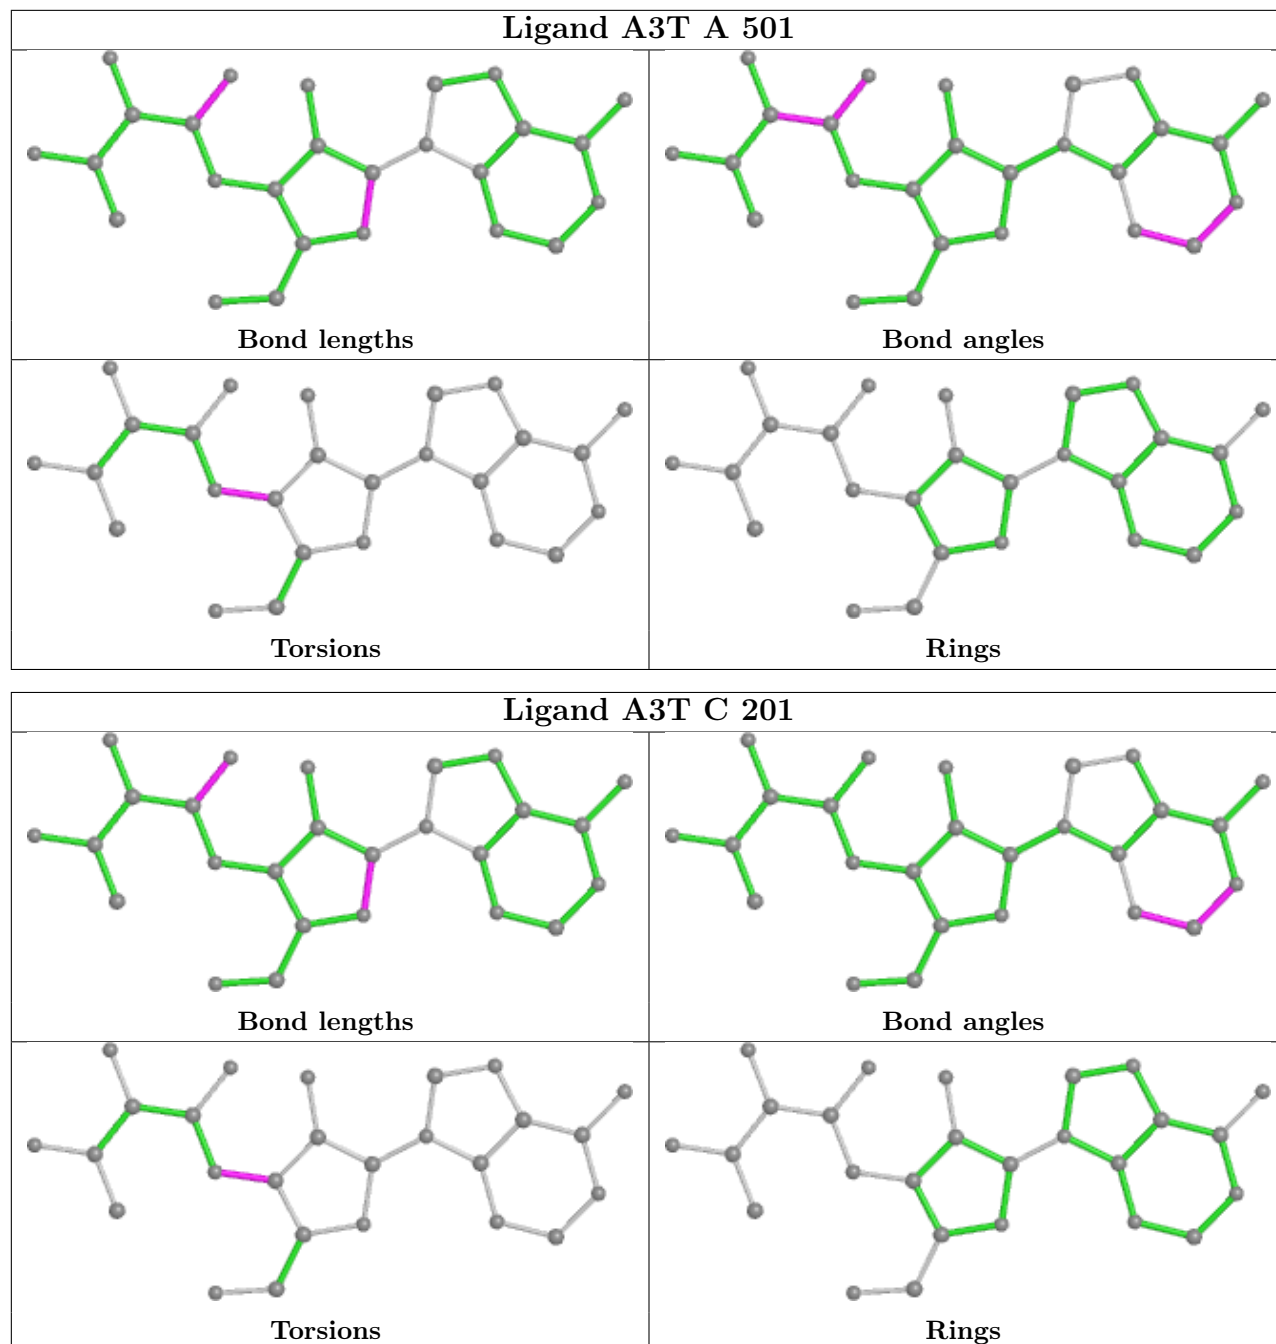 Ligand A3T A 501
Bond lengths
Bond angles
Torsions
Rings
Ligand A3T C 201
Bond lengths
Bond angles
Torsions
Rings